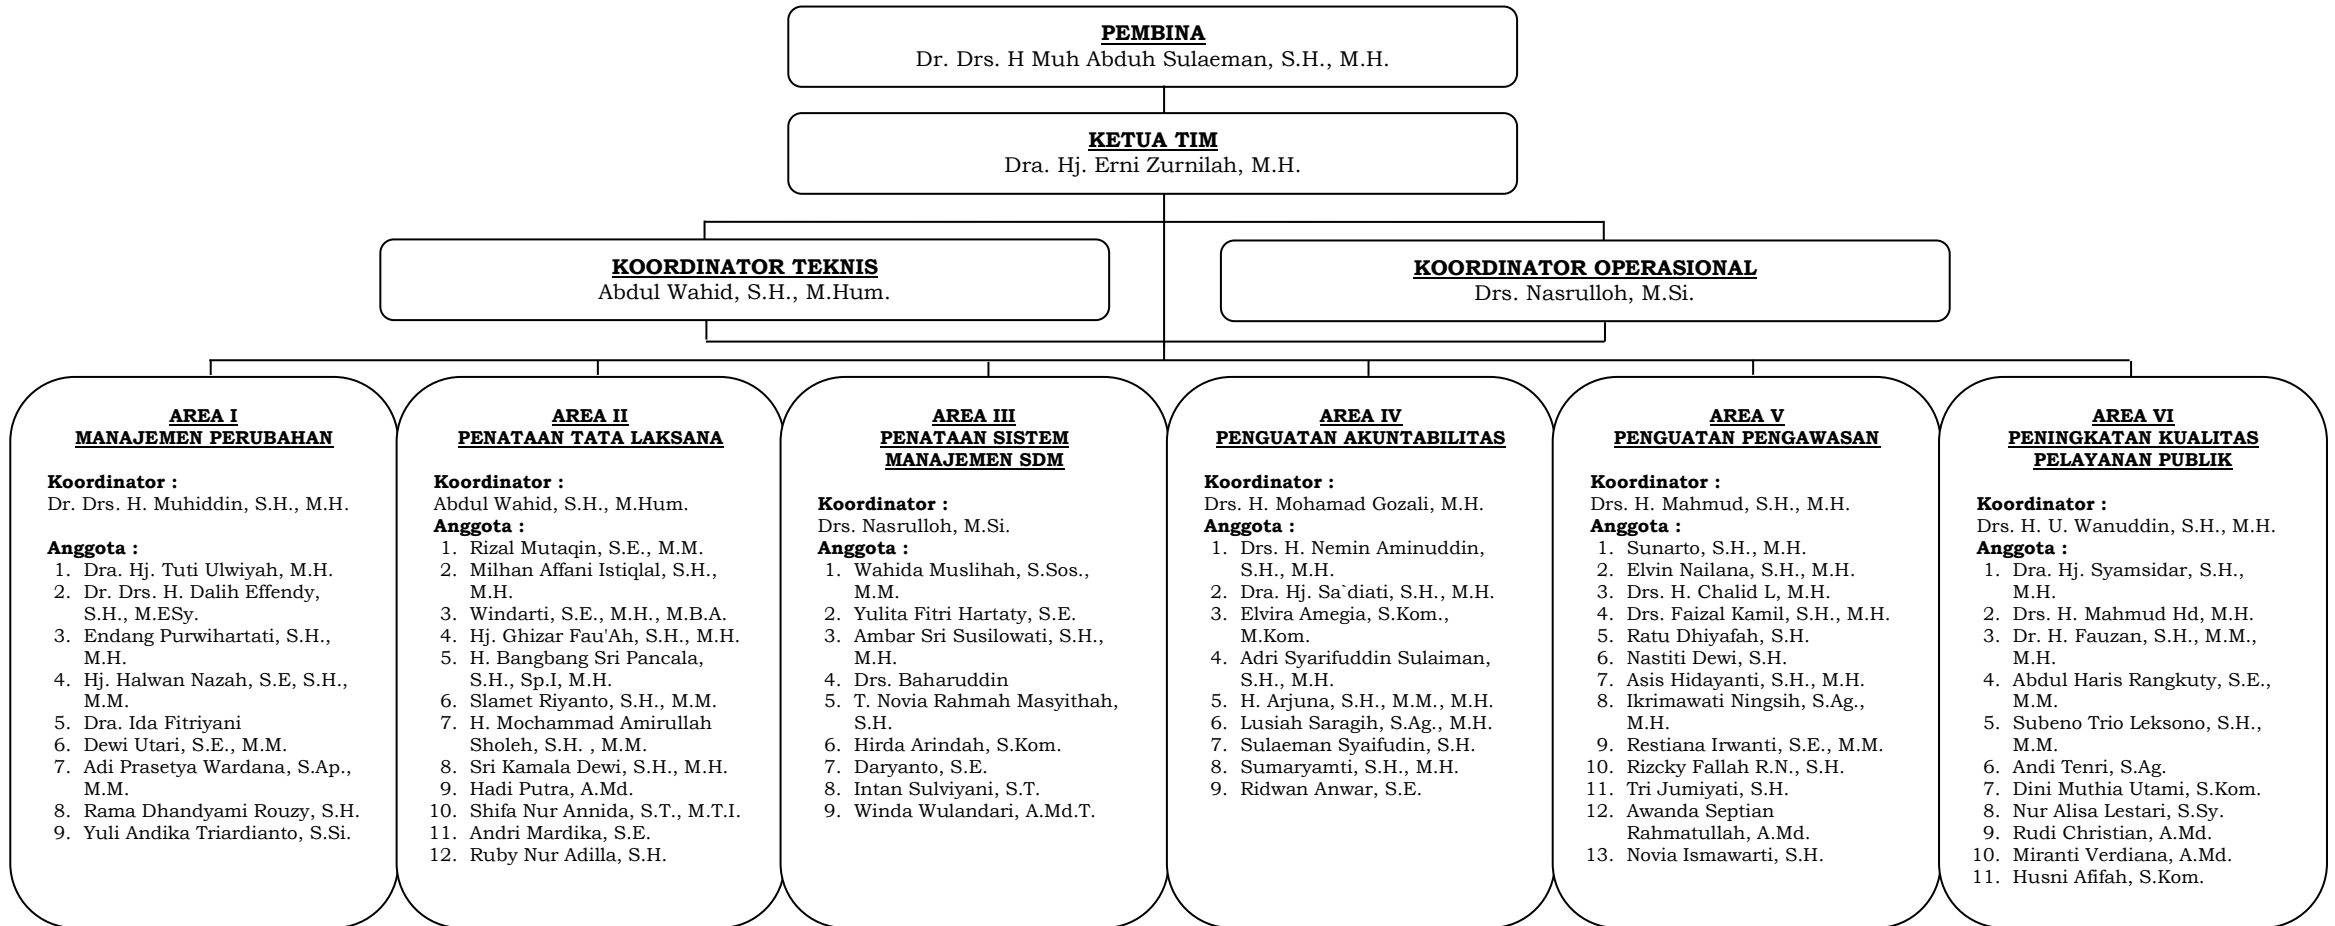 PEMBINA
Dr. Drs. H Muh Abduh Sulaeman, S.H., M.H.
KETUA TIM
Dra. Hj. Erni Zurnilah, M.H.
KOORDINATOR TEKNIS
Abdul Wahid, S.H., M.Hum.
KOORDINATOR OPERASIONAL
Drs. Nasrulloh, M.Si.
AREA I
MANAJEMEN PERUBAHAN
Koordinator :
Dr. Drs. H. Muhiddin, S.H., M.H.
Anggota :
1. Dra. Hj. Tuti Ulwiyah, M.H.
2. Dr. Drs. H. Dalih Effendy,
S.H., M.ESy.
3. Endang Purwihartati, S.H.,
M.H.
4. Hj. Halwan Nazah, S.E, S.H.,
M.M.
5. Dra. Ida Fitriyani
6. Dewi Utari, S.E., M.M.
7. Adi Prasetya Wardana, S.Ap.,
M.M.
8. Rama Dhandyami Rouzy, S.H.
9. Yuli Andika Triardianto, S.Si.
AREA II
PENATAAN TATA LAKSANA
Koordinator :
Abdul Wahid, S.H., M.Hum.
Anggota :
1. Rizal Mutaqin, S.E., M.M.
2. Milhan Affani Istiqlal, S.H.,
M.H.
3. Windarti, S.E., M.H., M.B.A.
4. Hj. Ghizar Fau'Ah, S.H., M.H.
5. H. Bangbang Sri Pancala,
S.H., Sp.I, M.H.
6. Slamet Riyanto, S.H., M.M.
7. H. Mochammad Amirullah
Sholeh, S.H. , M.M.
8. Sri Kamala Dewi, S.H., M.H.
9. Hadi Putra, A.Md.
10. Shifa Nur Annida, S.T., M.T.I.
11. Andri Mardika, S.E.
12. Ruby Nur Adilla, S.H.
AREA III
PENATAAN SISTEM
MANAJEMEN SDM
Koordinator :
Drs. Nasrulloh, M.Si.
Anggota :
1. Wahida Muslihah, S.Sos.,
M.M.
2. Yulita Fitri Hartaty, S.E.
3. Ambar Sri Susilowati, S.H.,
M.H.
4. Drs. Baharuddin
5. T. Novia Rahmah Masyithah,
S.H.
6. Hirda Arindah, S.Kom.
7. Daryanto, S.E.
8. Intan Sulviyani, S.T.
9. Winda Wulandari, A.Md.T.
AREA IV
PENGUATAN AKUNTABILITAS
Koordinator :
Drs. H. Mohamad Gozali, M.H.
Anggota :
1. Drs. H. Nemin Aminuddin,
S.H., M.H.
2. Dra. Hj. Sa`diati, S.H., M.H.
3. Elvira Amegia, S.Kom.,
M.Kom.
4. Adri Syarifuddin Sulaiman,
S.H., M.H.
5. H. Arjuna, S.H., M.M., M.H.
6. Lusiah Saragih, S.Ag., M.H.
7. Sulaeman Syaifudin, S.H.
8. Sumaryamti, S.H., M.H.
9. Ridwan Anwar, S.E.
AREA V
PENGUATAN PENGAWASAN
Koordinator :
Drs. H. Mahmud, S.H., M.H.
Anggota :
1. Sunarto, S.H., M.H.
2. Elvin Nailana, S.H., M.H.
3. Drs. H. Chalid L, M.H.
4. Drs. Faizal Kamil, S.H., M.H.
5. Ratu Dhiyafah, S.H.
6. Nastiti Dewi, S.H.
7. Asis Hidayanti, S.H., M.H.
8. Ikrimawati Ningsih, S.Ag.,
M.H.
9. Restiana Irwanti, S.E., M.M.
10. Rizcky Fallah R.N., S.H.
11. Tri Jumiyati, S.H.
12. Awanda Septian
Rahmatullah, A.Md.
13. Novia Ismawarti, S.H.
AREA VI
PENINGKATAN KUALITAS
PELAYANAN PUBLIK
Koordinator :
Drs. H. U. Wanuddin, S.H., M.H.
Anggota :
1. Dra. Hj. Syamsidar, S.H.,
M.H.
2. Drs. H. Mahmud Hd, M.H.
3. Dr. H. Fauzan, S.H., M.M.,
M.H.
4. Abdul Haris Rangkuty, S.E.,
M.M.
5. Subeno Trio Leksono, S.H.,
M.M.
6. Andi Tenri, S.Ag.
7. Dini Muthia Utami, S.Kom.
8. Nur Alisa Lestari, S.Sy.
9. Rudi Christian, A.Md.
10. Miranti Verdiana, A.Md.
11. Husni Afifah, S.Kom.